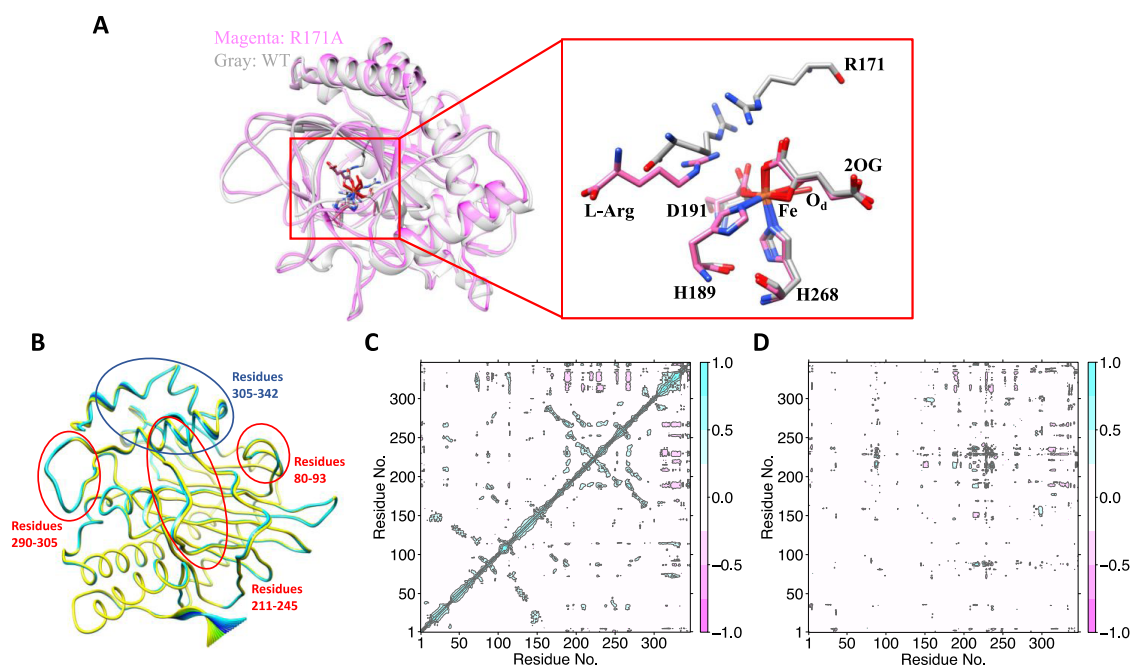 A
Magenta: R171A
Gray: WT
R171
2OG
L-Arg
D191
Fe
Od
H189
H268
B
Residues
305-342
Residues
80-93
Residues
290-305
Residues
211-245
C
300
250
200
150
100
50
1
1 50 100 150 200 250 300
Residue No.
Residue No.
1.0
0.5
0.0
−0.5
−1.0
D
300
250
200
150
100
50
1
1 50 100 150 200 250 300
Residue No.
Residue No.
1.0
0.5
0.0
−0.5
−1.0